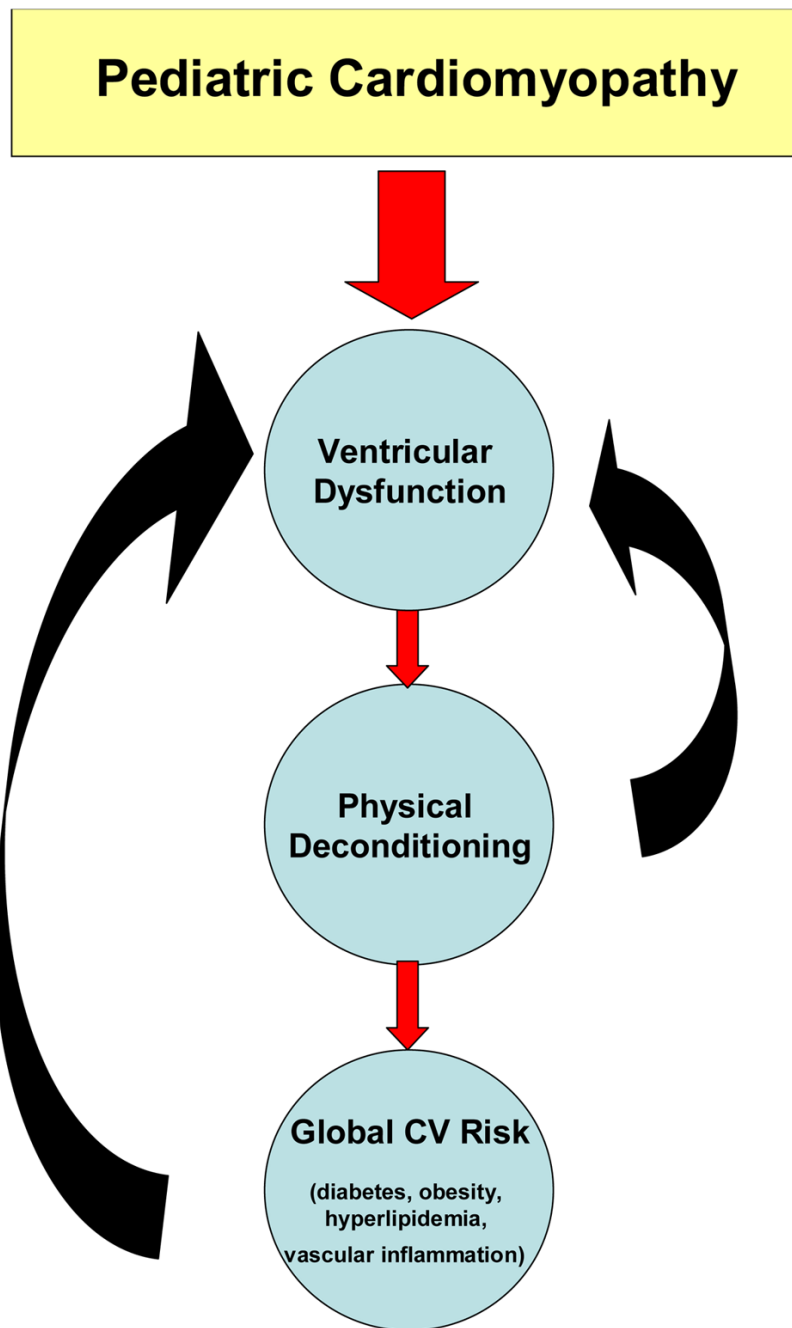 Pediatric Cardiomyopathy
Ventricular
Dysfunction
Physical
Deconditioning
Global CV Risk
(diabetes, obesity,
hyperlipidemia,
vascular inflammation)